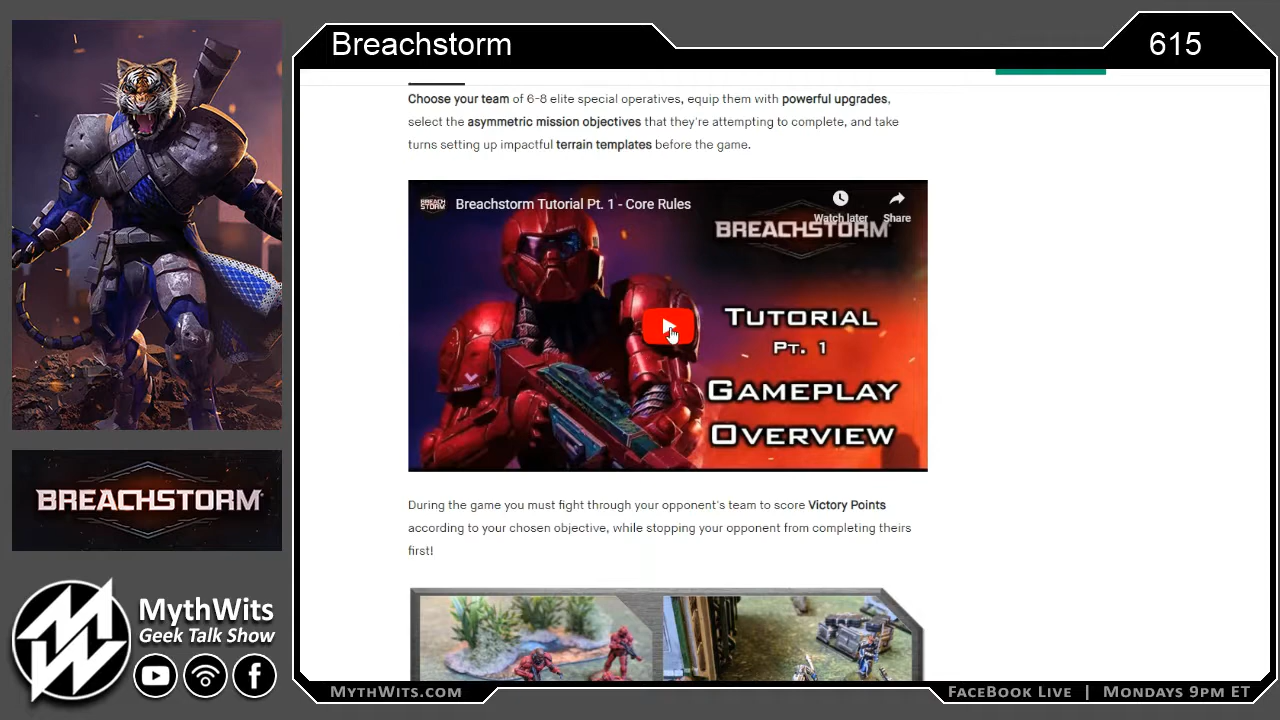 Breachstorm
615
Choose your team of 6-8 elite special operatives, equip them with powerful upgrades,
select the asymmetric mission objectives that they're attempting to complete, and take
turns setting up impactful terrain templates before the game.
BREACH
STORM
Breachstorm Tutorial Pt. 1 - Core Rules
Watch later
Share
BREACHSTORM
Tutorial
Pt. 1
Gameplay
Overview
During the game you must fight through your opponent's team to score Victory Points
according to your chosen objective, while stopping your opponent from completing theirs
first!
BREACHSTORM
MythWits
Geek Talk Show
MythWits.com
FaceBook Live | Mondays 9pm ET